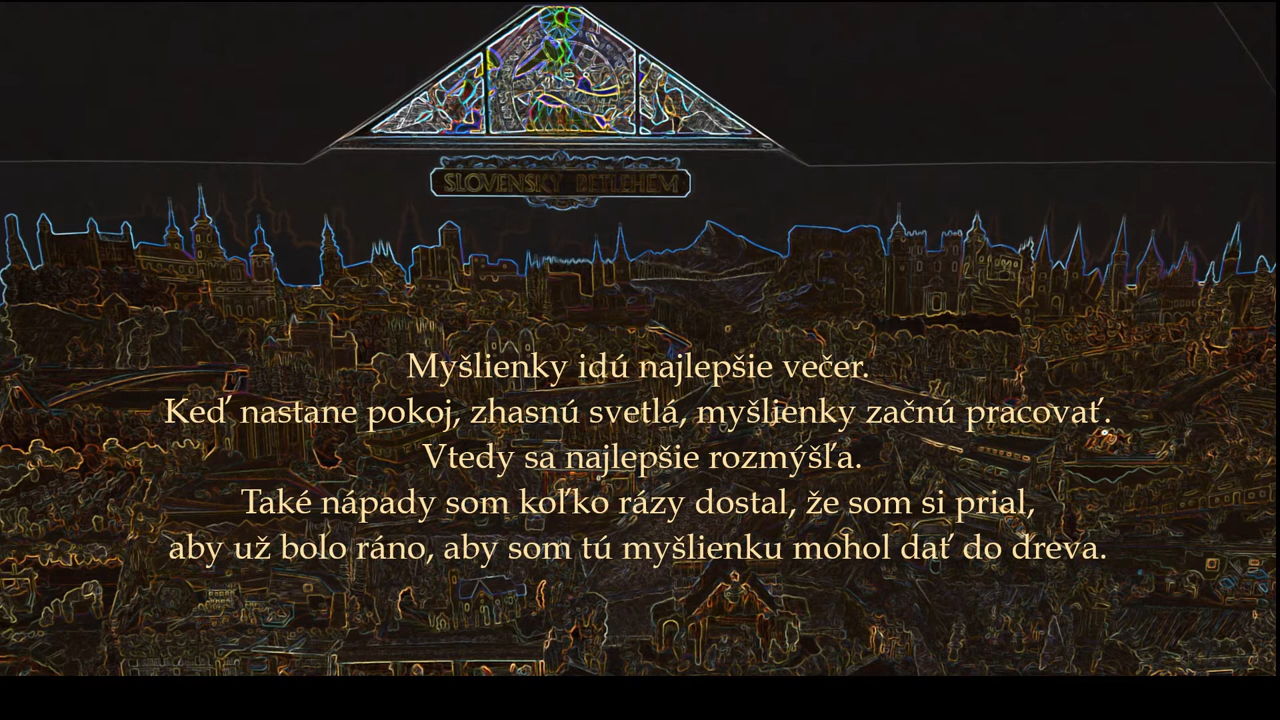 SLOVENSKÝ BETLEHEM
Myšlienky idú najlepšie večer.
Keď nastane pokoj, zhasnú svetlá, myšlienky začnú pracovať.
Vtedy sa najlepšie rozmýšľa.
Také nápady som koľko rázy dostal, že som si prial,
aby už bolo ráno, aby som tú myšlienku mohol dať do dreva.